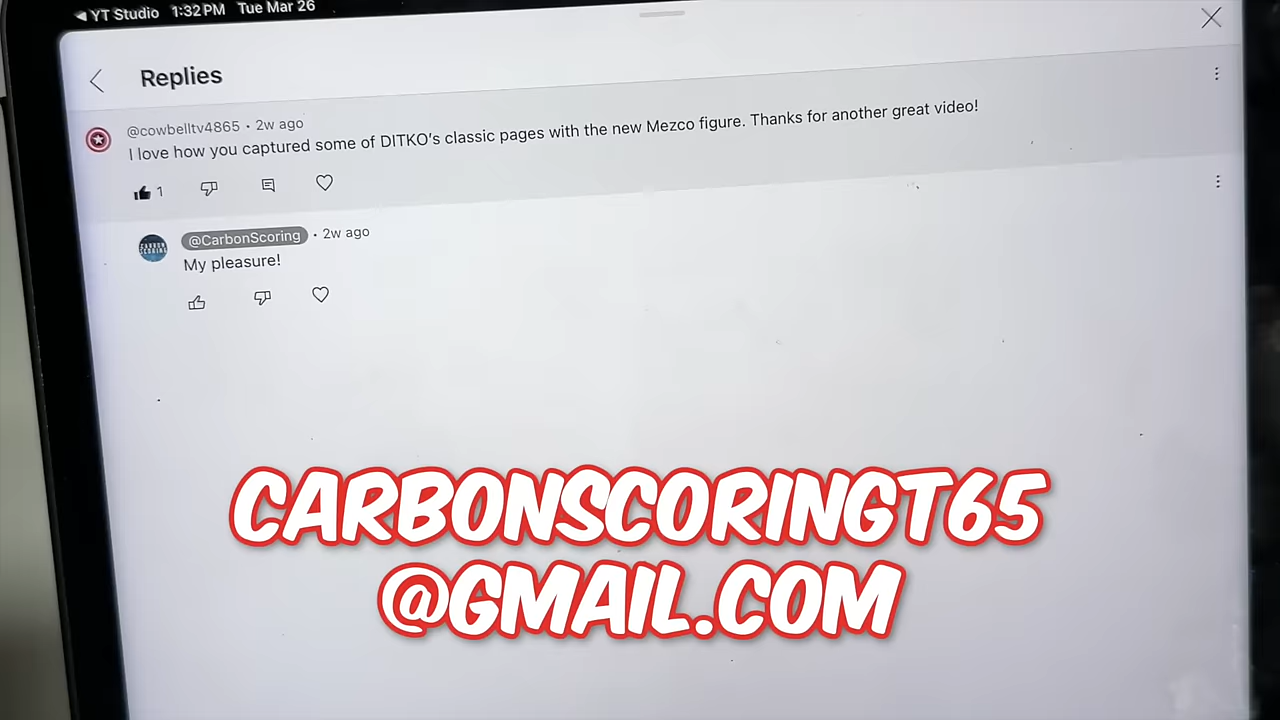 ◀ YT Studio 1:32 PM Tue Mar 26
Replies
@cowbelltv4865 • 2w ago
I love how you captured some of DITKO's classic pages with the new Mezco figure. Thanks for another great video!
1
CARBON SCORING
@CarbonScoring • 2w ago
My pleasure!
CARBONSCORINGT65
@GMAIL.COM